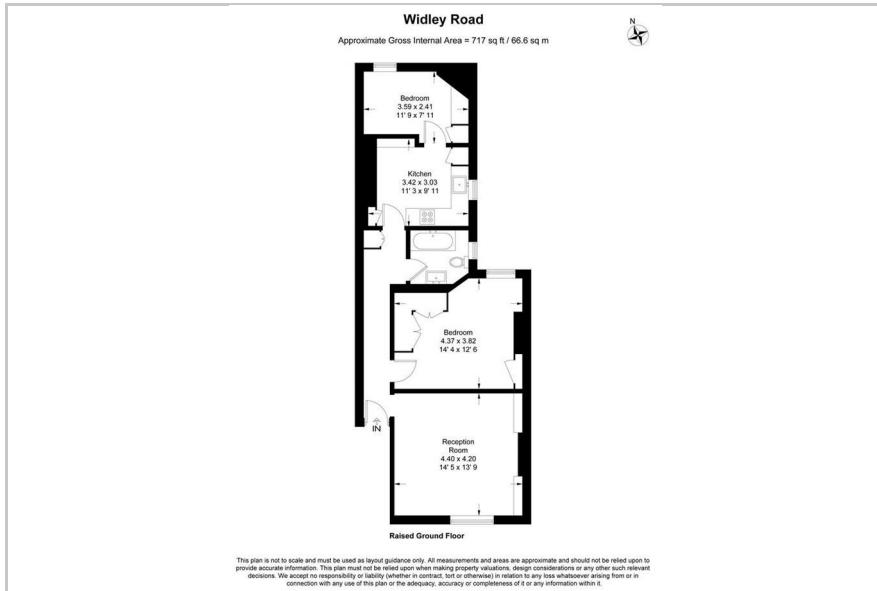 Widley Road
Approximate Gross Internal Area = 717 sq ft / 66.6 sq m
N
Bedroom
3.59 x 2.41
11' 9 x 7' 11
Kitchen
3.42 x 3.03
11' 3 x 9' 11
Bedroom
4.37 x 3.82
14' 4 x 12' 6
IN
Reception
Room
4.40 x 4.20
14' 5 x 13' 9
Raised Ground Floor
This plan is not to scale and must be used as layout guidance only. All measurements and areas are approximate and should not be relied upon to
provide accurate information. This plan must not be relied upon when making property valuations, design considerations or any other such relevant
decisions. We accept no responsibility or liability (whether in contract, tort or otherwise) in relation to any loss whatsoever arising from or in
connection with any use of this plan or the adequacy, accuracy or completeness of it or any information within it.